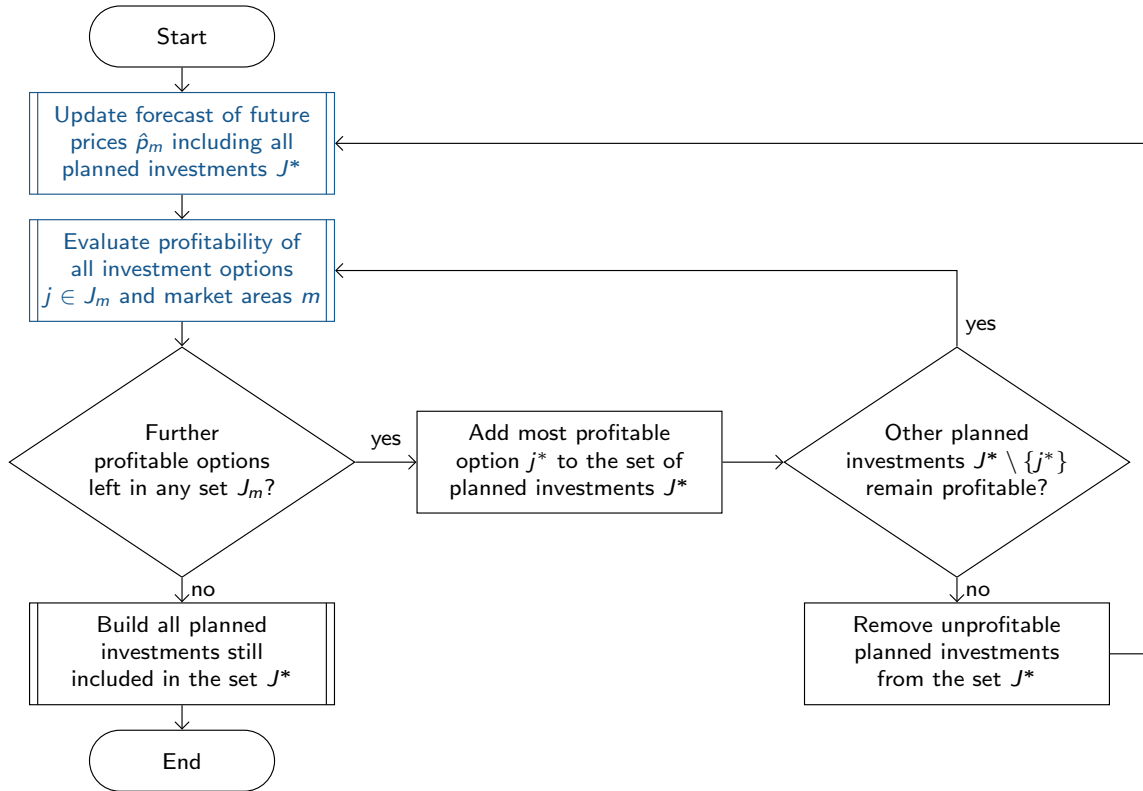 Start
Update forecast of future
prices p̂ₘ including all
planned investments J*
Evaluate profitability of
all investment options
j ∈ Jₘ and market areas m
yes
Further
profitable options
left in any set Jₘ?
yes
Add most profitable
option j* to the set of
planned investments J*
Other planned
investments J* \ {j*}
remain profitable?
no
no
Build all planned
investments still
included in the set J*
Remove unprofitable
planned investments
from the set J*
End